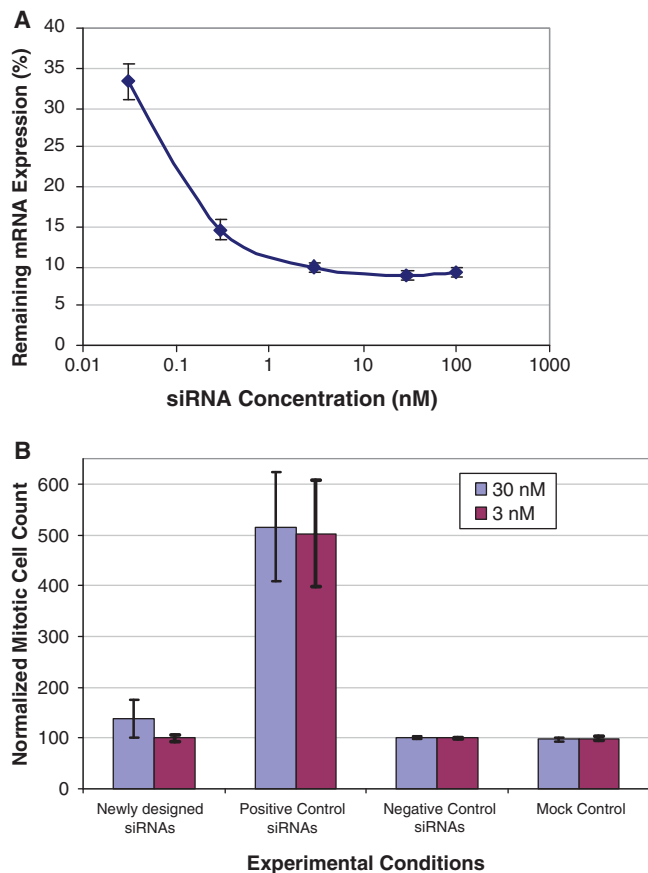 A
Remaining mRNA Expression (%)
40
35
30
25
20
15
10
5
0
0.01 0.1 1 10 100 1000
siRNA Concentration (nM)
B
Normalized Mitotic Cell Count
600
500
400
300
200
100
0
30 nM
3 nM
Newly designed siRNAs
Positive Control siRNAs
Negative Control siRNAs
Mock Control
Experimental Conditions